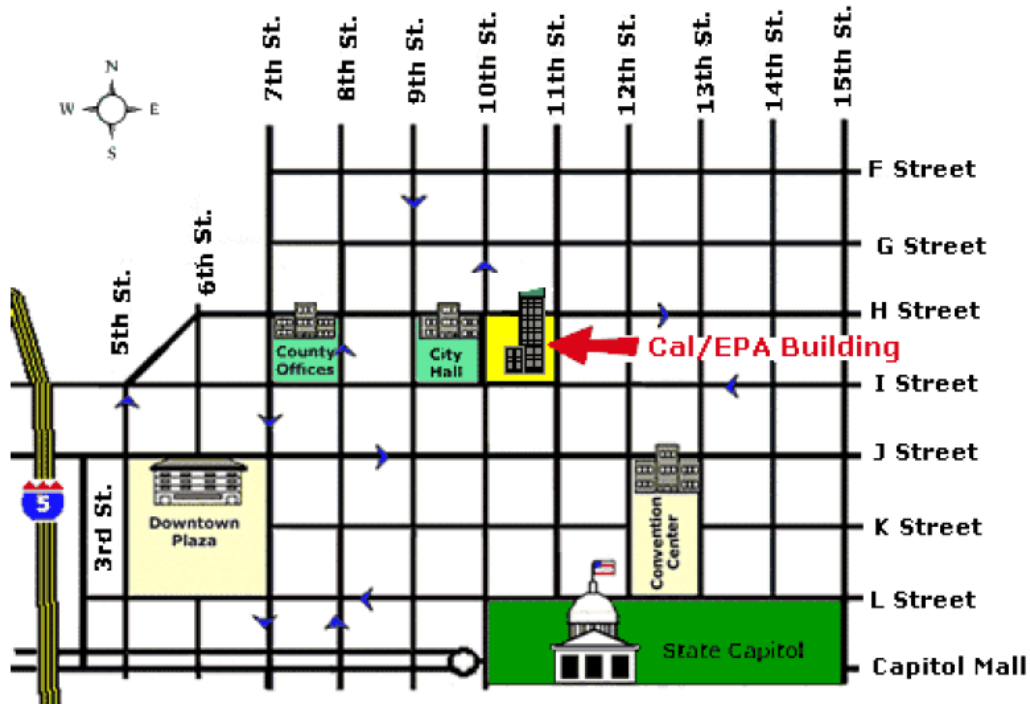 N
W E
S
3rd St.
5th St.
6th St.
7th St.
8th St.
9th St.
10th St.
11th St.
12th St.
13th St.
14th St.
15th St.
F Street
G Street
H Street
County
Offices
City
Hall
Cal/EPA Building
I Street
J Street
5
Downtown
Plaza
Convention
Center
K Street
L Street
State Capitol
Capitol Mall